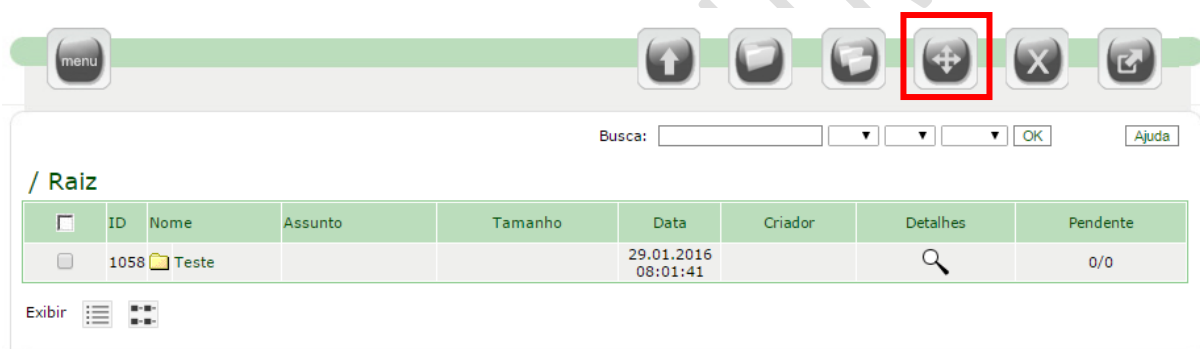 menu
X
Busca: OK Ajuda
/ Raiz
ID Nome Assunto Tamanho Data Criador Detalhes Pendente
1058 Teste 29.01.2016 08:01:41 0/0
Exibir